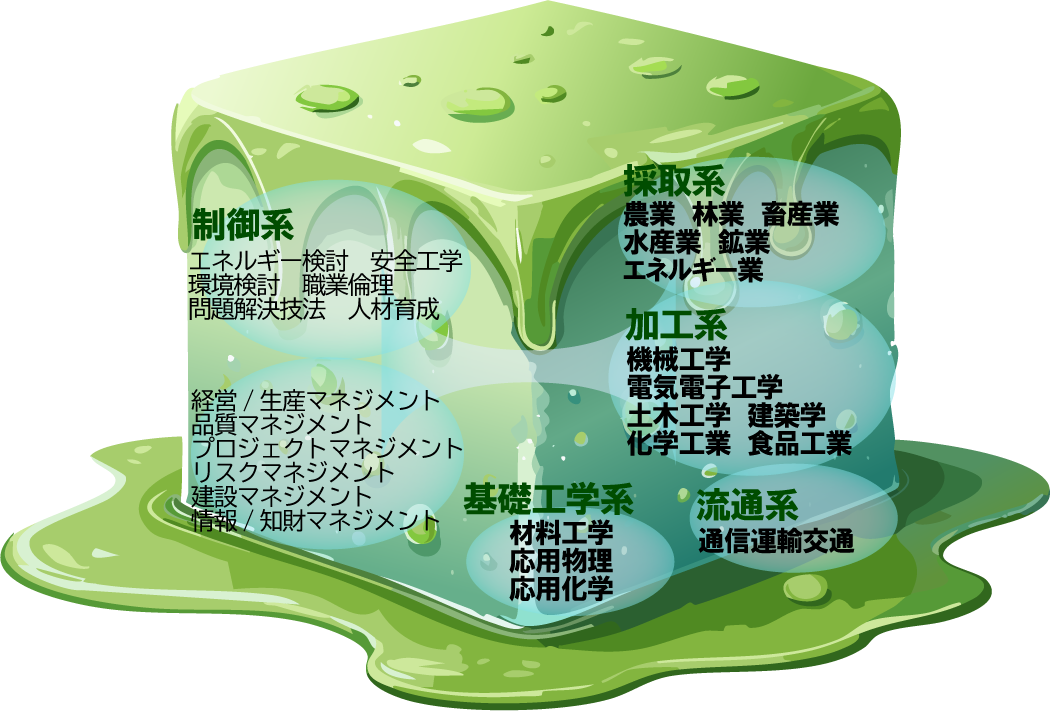 制御系
エネルギー検討　安全工学
環境検討　職業倫理
問題解決技法　人材育成
経営 / 生産マネジメント
品質マネジメント
プロジェクトマネジメント
リスクマネジメント
建設マネジメント
情報 / 知財マネジメント
基礎工学系
材料工学
応用物理
応用化学
採取系
農業　林業　畜産業
水産業　鉱業
エネルギー業
加工系
機械工学
電気電子工学
土木工学　建築学
化学工業　食品工業
流通系
通信運輸交通